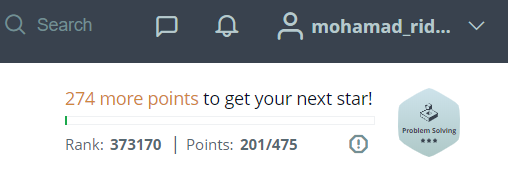 Search
mohamad_rid...
274 more points to get your next star!
Rank: 373170 | Points: 201/475
Problem Solving